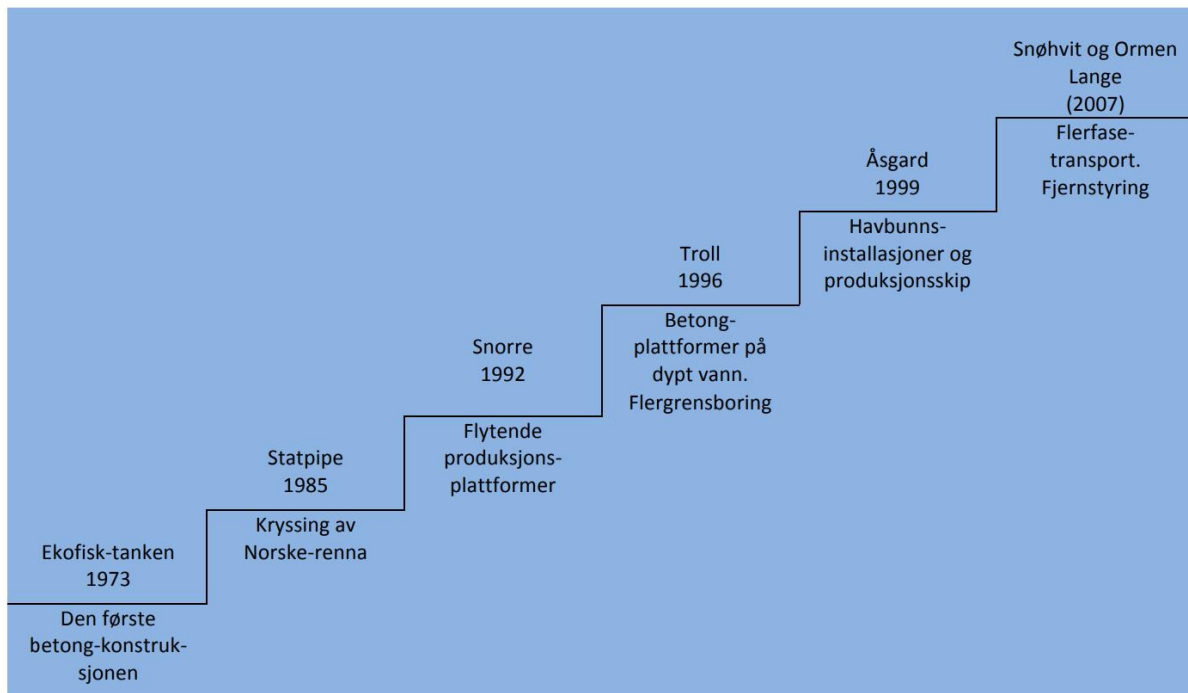 Ekofisk-tanken
1973
Den første
betong-konstruk-
sjonen
Statpipe
1985
Kryssing av
Norske-renna
Snorre
1992
Flytende
produksjons-
plattformer
Troll
1996
Betong-
plattformer på
dypt vann.
Flergrensboring
Åsgard
1999
Havbunns-
installasjoner og
produksjonsskip
Snøhvit og Ormen
Lange
(2007)
Flerfase-
transport.
Fjernstyring